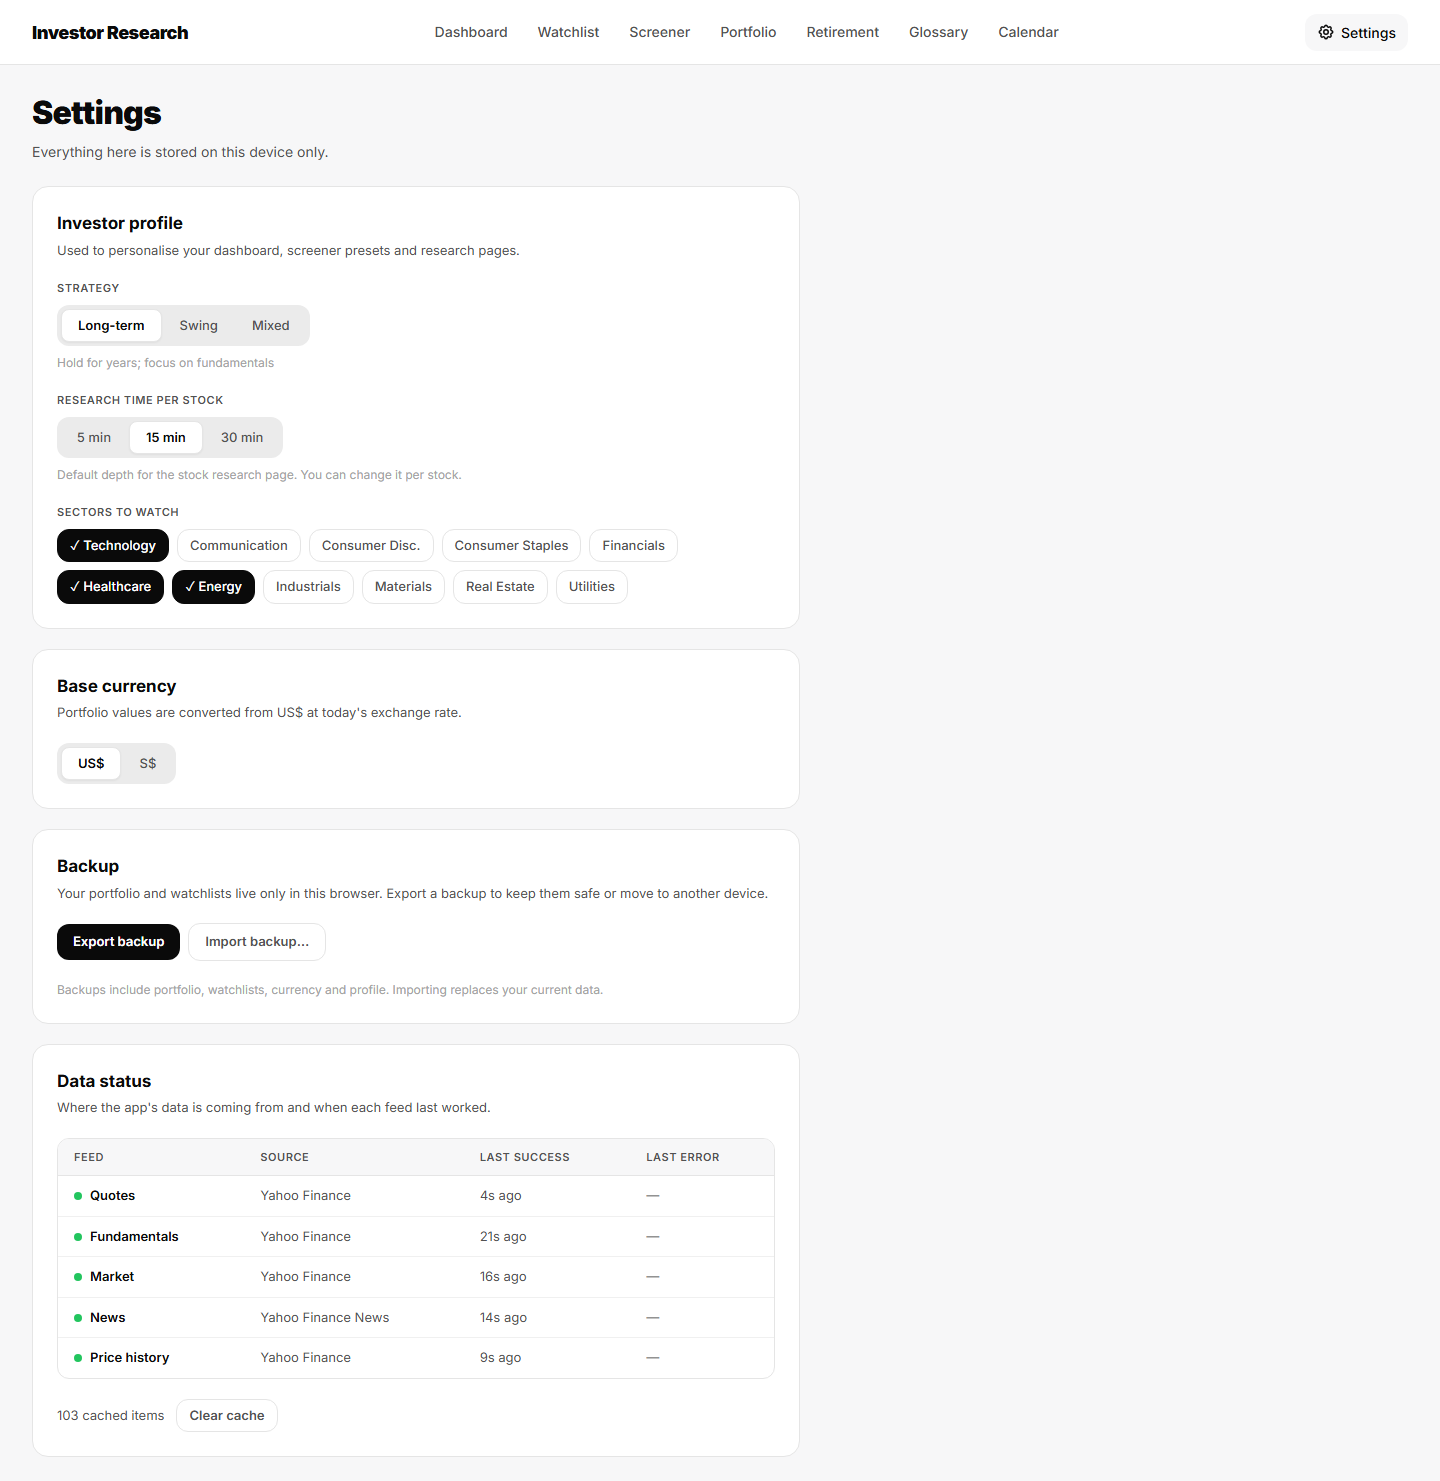 Investor Research
Dashboard Watchlist Screener Portfolio Retirement Glossary Calendar
Settings
Settings
Everything here is stored on this device only.
Investor profile
Used to personalise your dashboard, screener presets and research pages.
STRATEGY
Long-term Swing Mixed
Hold for years; focus on fundamentals
RESEARCH TIME PER STOCK
5 min 15 min 30 min
Default depth for the stock research page. You can change it per stock.
SECTORS TO WATCH
✓ Technology Communication Consumer Disc. Consumer Staples Financials
✓ Healthcare ✓ Energy Industrials Materials Real Estate Utilities
Base currency
Portfolio values are converted from US$ at today's exchange rate.
US$ S$
Backup
Your portfolio and watchlists live only in this browser. Export a backup to keep them safe or move to another device.
Export backup Import backup...
Backups include portfolio, watchlists, currency and profile. Importing replaces your current data.
Data status
Where the app's data is coming from and when each feed last worked.
FEED SOURCE LAST SUCCESS LAST ERROR
Quotes Yahoo Finance 4s ago —
Fundamentals Yahoo Finance 21s ago —
Market Yahoo Finance 16s ago —
News Yahoo Finance News 14s ago —
Price history Yahoo Finance 9s ago —
103 cached items Clear cache